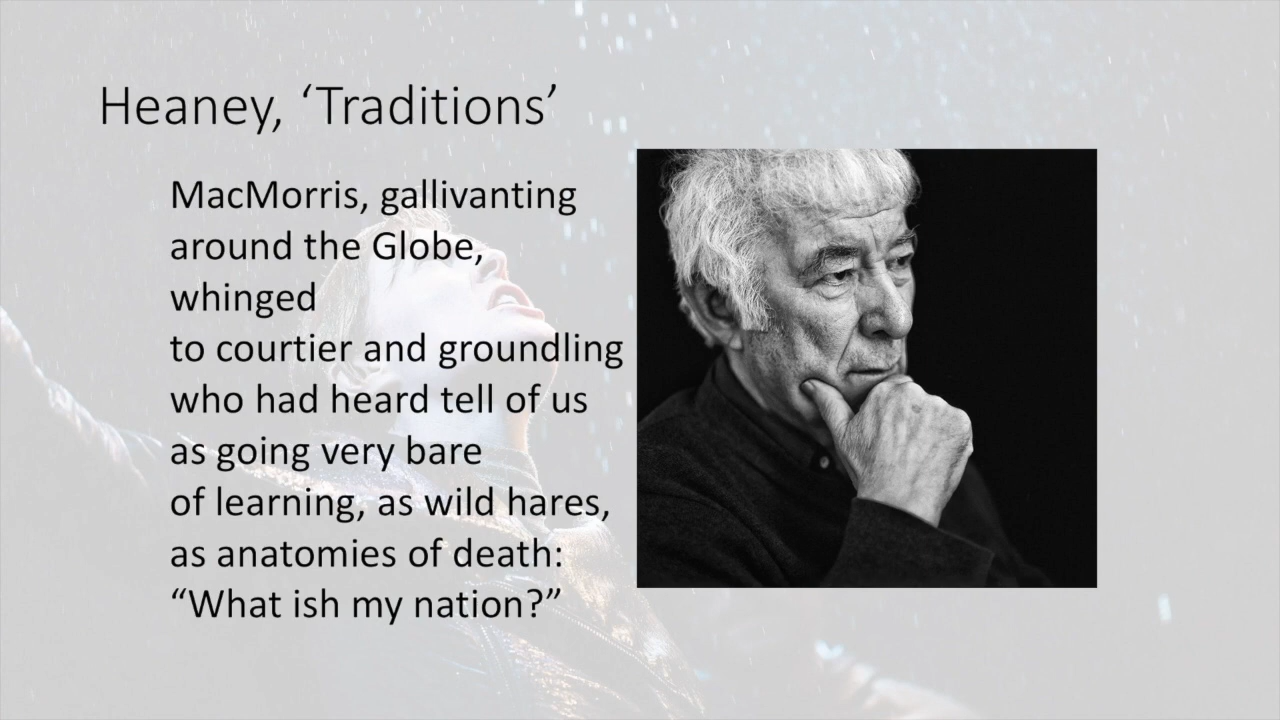 Heaney, ‘Traditions’
MacMorris, gallivanting
around the Globe,
whinged
to courtier and groundling
who had heard tell of us
as going very bare
of learning, as wild hares,
as anatomies of death:
“What ish my nation?”